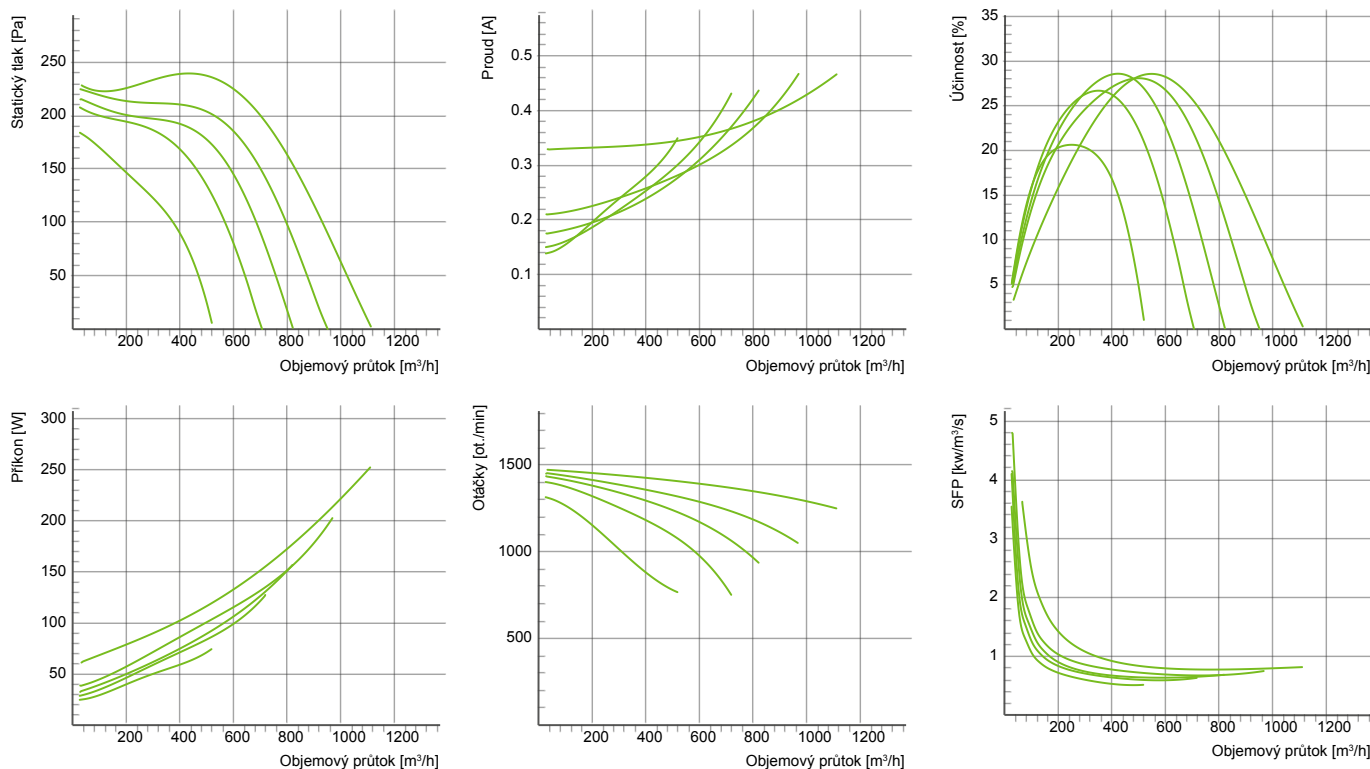 Statický tlak [Pa]
250
200
150
100
50
200 400 600 800 1000 1200
Objemový průtok [m³/h]
Proud [A]
0.5
0.4
0.3
0.2
0.1
200 400 600 800 1000 1200
Objemový průtok [m³/h]
Účinnost [%]
35
30
25
20
15
10
5
200 400 600 800 1000 1200
Objemový průtok [m³/h]
Příkon [W]
300
250
200
150
100
50
200 400 600 800 1000 1200
Objemový průtok [m³/h]
Otáčky [ot./min]
1500
1000
500
200 400 600 800 1000 1200
Objemový průtok [m³/h]
SFP [kw/m³/s]
5
4
3
2
1
200 400 600 800 1000 1200
Objemový průtok [m³/h]